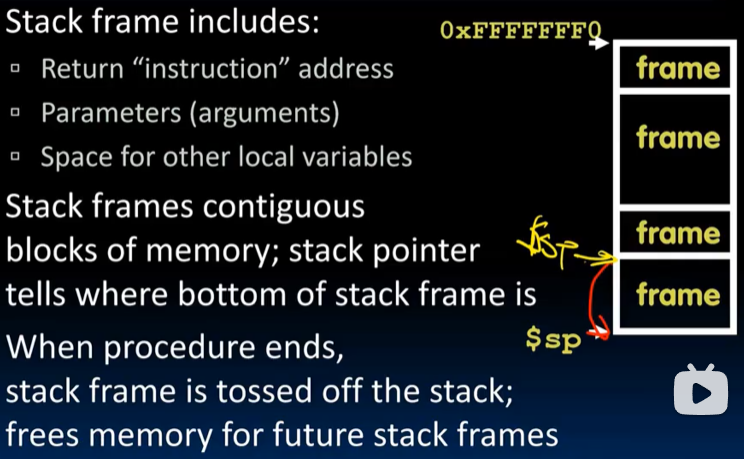 Stack frame includes:
0xFFFFFFF0
▫ Return “instruction” address
▫ Parameters (arguments)
▫ Space for other local variables
Stack frames contiguous
blocks of memory; stack pointer
tells where bottom of stack frame is
When procedure ends,
stack frame is tossed off the stack;
frees memory for future stack frames
frame
frame
frame
$sp
frame
$sp